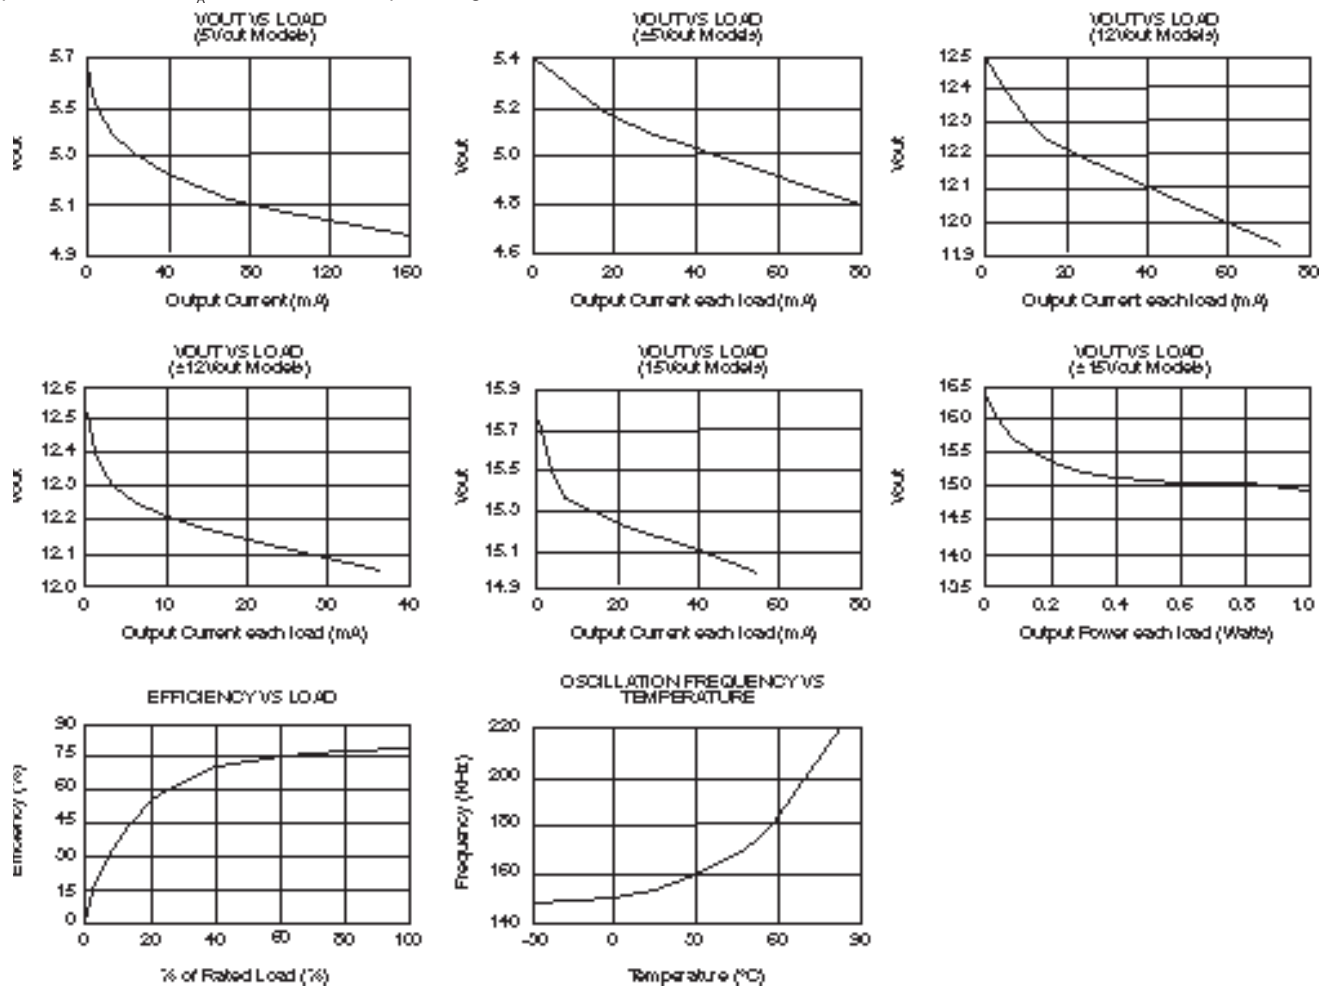 VOUT VS LOAD
(5Vout Models)
5.7
5.5
5.3
5.1
4.9
Vout
0 40 80 120 160
Output Current (mA)
VOUT VS LOAD
(±5Vout Models)
5.4
5.2
5.0
4.8
4.6
Vout
0 20 40 60 80
Output Current each load (mA)
VOUT VS LOAD
(12Vout Models)
12.5
12.4
12.3
12.2
12.1
12.0
11.9
Vout
0 20 40 60 80
Output Current each load (mA)
VOUT VS LOAD
(±12Vout Models)
12.6
12.5
12.4
12.3
12.2
12.1
12.0
Vout
0 10 20 30 40
Output Current each load (mA)
VOUT VS LOAD
(15Vout Models)
15.9
15.7
15.5
15.3
15.1
14.9
Vout
0 20 40 60 80
Output Current each load (mA)
VOUT VS LOAD
(±15Vout Models)
16.5
16.0
15.5
15.0
14.5
14.0
13.5
Vout
0 0.2 0.4 0.6 0.8 1.0
Output Power each load (Watts)
EFFICIENCY VS LOAD
90
75
60
45
30
15
0
Efficiency (%)
0 20 40 60 80 100
% of Rated Load (%)
OSCILLATION FREQUENCY VS
TEMPERATURE
220
200
180
160
140
Frequency (KHz)
-30 0 30 60 90
Temperature (°C)